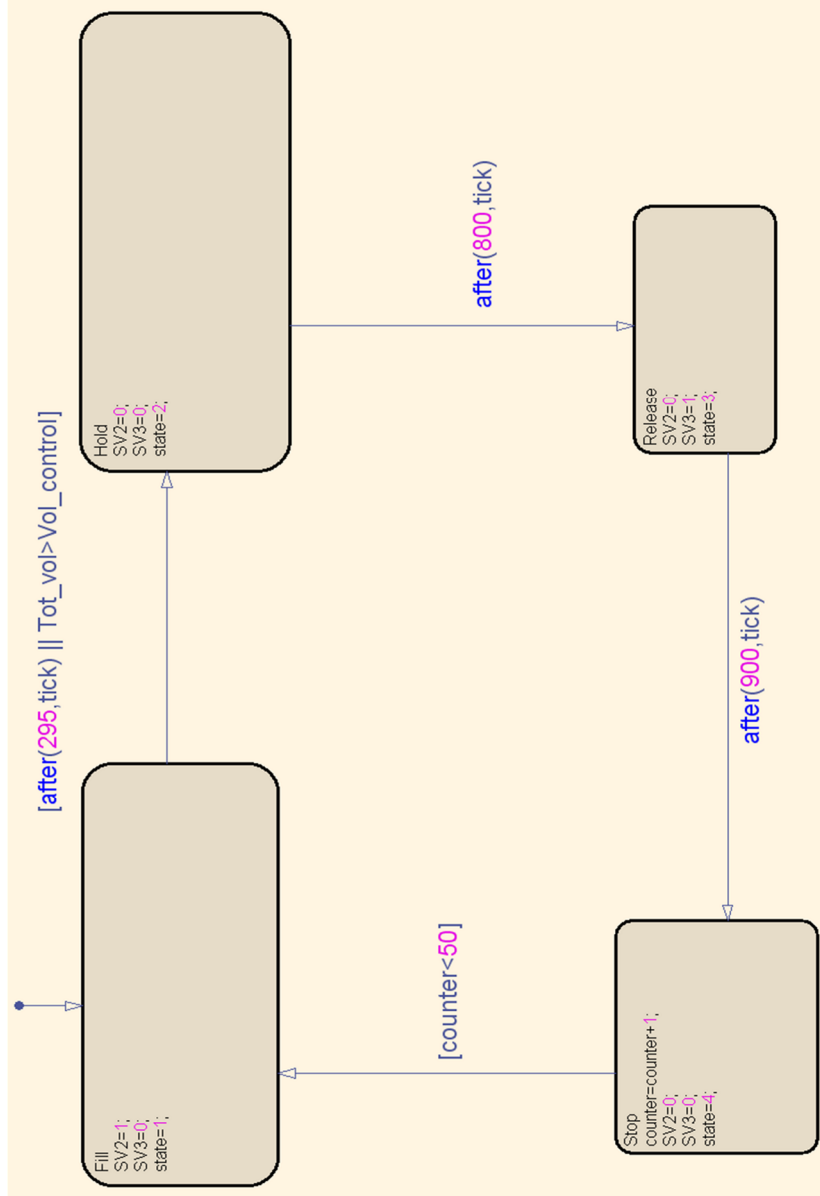 [after(295,tick) || Tot_vol>Vol_control]
Fill
SV2=1;
SV3=0;
state=1;
Hold
SV2=0;
SV3=0;
state=2;
after(800,tick)
[counter<50]
Release
SV2=0;
SV3=1;
state=3;
after(900,tick)
Stop
counter=counter+1;
SV2=0;
SV3=0;
state=4;